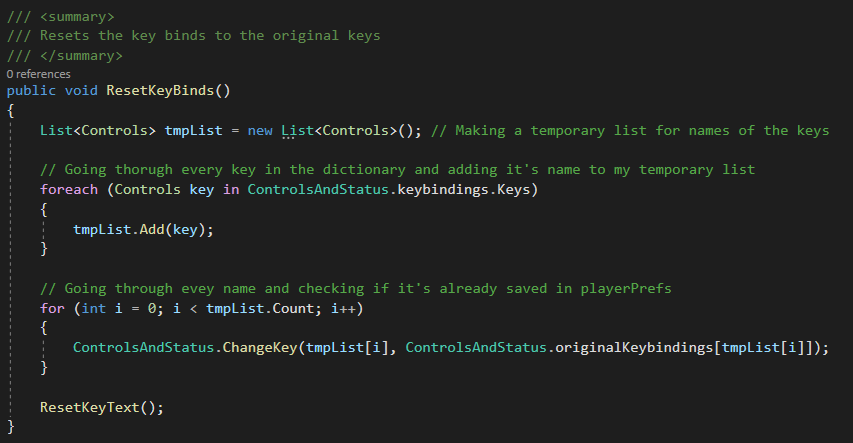 /// <summary>
/// Resets the key binds to the original keys
/// </summary>
0 references
public void ResetKeyBinds()
{
List<Controls> tmpList = new List<Controls>(); // Making a temporary list for names of the keys
// Going thorugh every key in the dictionary and adding it's name to my temporary list
foreach (Controls key in ControlsAndStatus.keybindings.Keys)
{
tmpList.Add(key);
}
// Going through evey name and checking if it's already saved in playerPrefs
for (int i = 0; i < tmpList.Count; i++)
{
ControlsAndStatus.ChangeKey(tmpList[i], ControlsAndStatus.originalKeybindings[tmpList[i]]);
}
ResetKeyText();
}